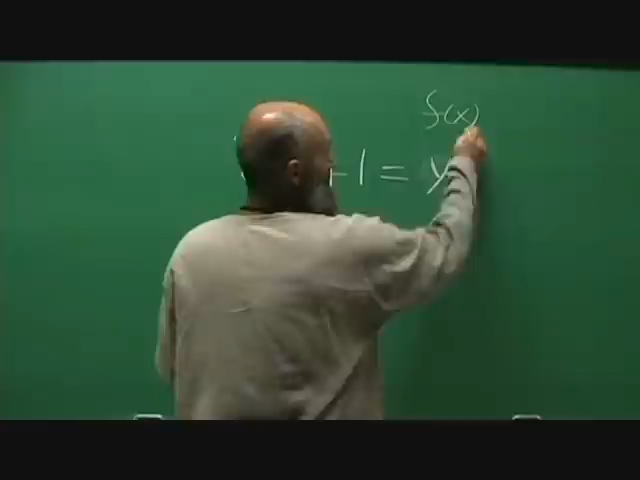 f(x)
+1 = y